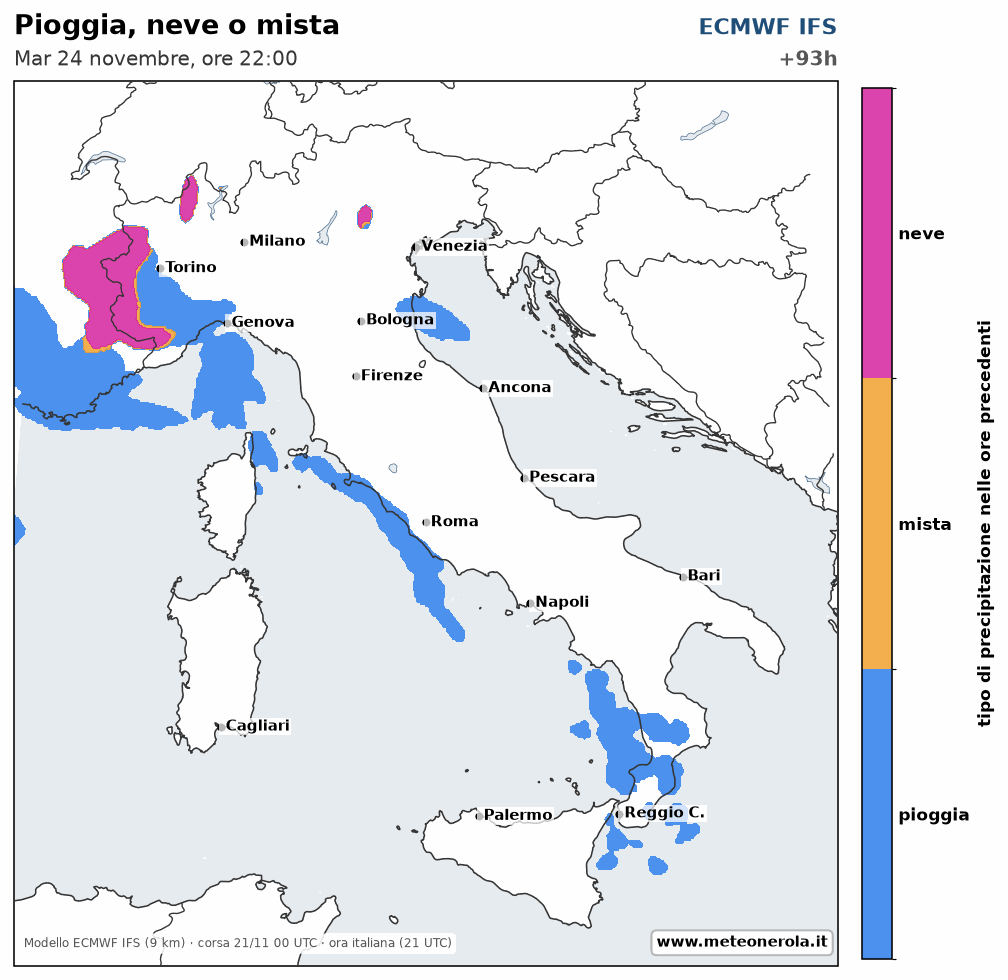 Pioggia, neve o mista
ECMWF IFS
Mar 24 novembre, ore 22:00
+93h
Milano
Venezia
Torino
Genova
Bologna
Firenze
Ancona
Pescara
Roma
Bari
Napoli
Cagliari
Palermo
Reggio C.
neve
mista
pioggia
tipo di precipitazione nelle ore precedenti
Modello ECMWF IFS (9 km) · corsa 21/11 00 UTC · ora italiana (21 UTC)
www.meteonerola.it